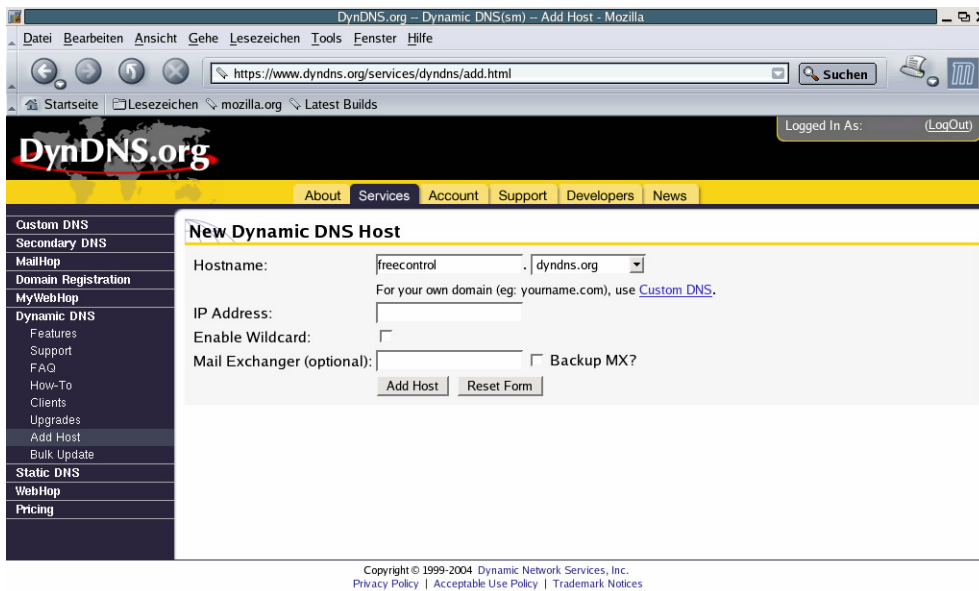 DynDNS.org -- Dynamic DNS(sm) -- Add Host - Mozilla
Datei Bearbeiten Ansicht Gehe Lesezeichen Tools Fenster Hilfe
https://www.dyndns.org/services/dyndns/add.html
Suchen
Startseite Lesezeichen mozilla.org Latest Builds
Logged In As: (LogOut)
DynDNS.org
About Services Account Support Developers News
Custom DNS
Secondary DNS
MailHop
Domain Registration
MyWebHop
Dynamic DNS
Features
Support
FAQ
How-To
Clients
Upgrades
Add Host
Bulk Update
Static DNS
WebHop
Pricing
New Dynamic DNS Host
Hostname: freecontrol . dyndns.org
For your own domain (eg: yourname.com), use Custom DNS.
IP Address:
Enable Wildcard:
Mail Exchanger (optional): Backup MX?
Add Host Reset Form
Copyright © 1999-2004 Dynamic Network Services, Inc.
Privacy Policy | Acceptable Use Policy | Trademark Notices